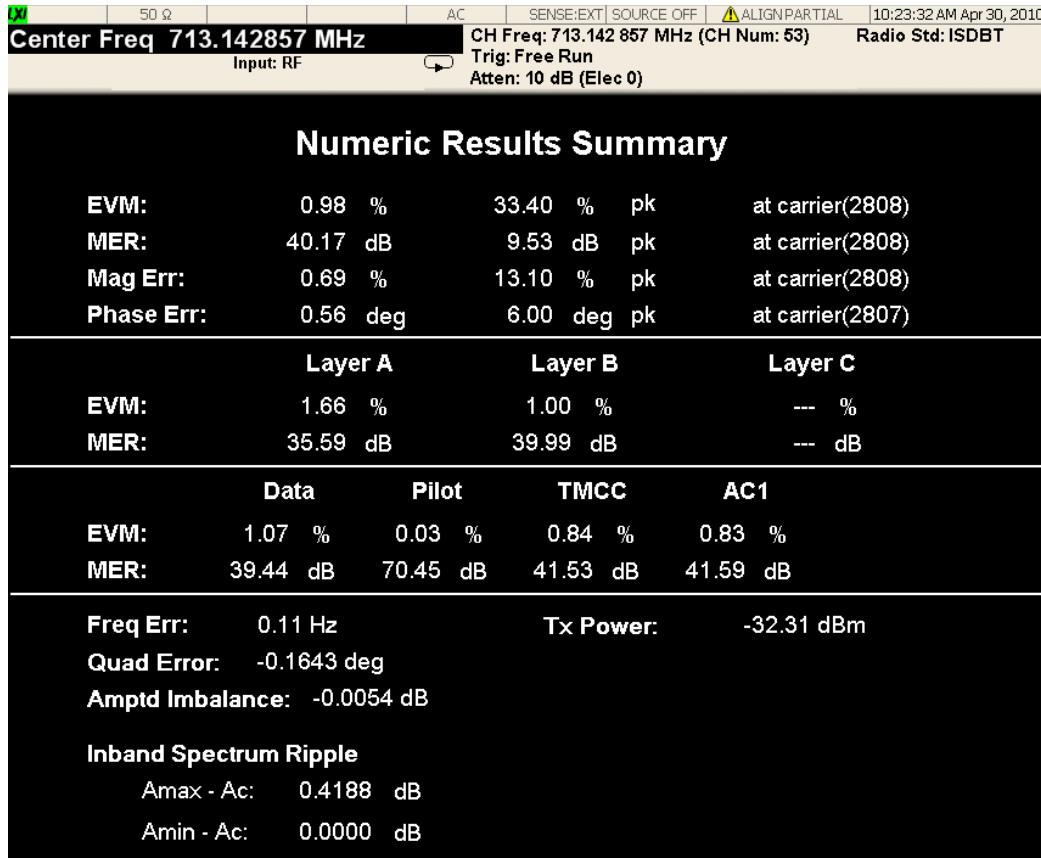 LXI 50 Ω AC SENSE:EXT SOURCE OFF ALIGN PARTIAL 10:23:32 AM Apr 30, 2010
Center Freq 713.142857 MHz CH Freq: 713.142 857 MHz (CH Num: 53) Radio Std: ISDBT
Input: RF Trig: Free Run
Atten: 10 dB (Elec 0)
Numeric Results Summary
EVM: 0.98 % 33.40 % pk at carrier(2808)
MER: 40.17 dB 9.53 dB pk at carrier(2808)
Mag Err: 0.69 % 13.10 % pk at carrier(2808)
Phase Err: 0.56 deg 6.00 deg pk at carrier(2807)
Layer A Layer B Layer C
EVM: 1.66 % 1.00 % --- %
MER: 35.59 dB 39.99 dB --- dB
Data Pilot TMCC AC1
EVM: 1.07 % 0.03 % 0.84 % 0.83 %
MER: 39.44 dB 70.45 dB 41.53 dB 41.59 dB
Freq Err: 0.11 Hz Tx Power: -32.31 dBm
Quad Error: -0.1643 deg
Amptd Imbalance: -0.0054 dB
Inband Spectrum Ripple
Amax - Ac: 0.4188 dB
Amin - Ac: 0.0000 dB